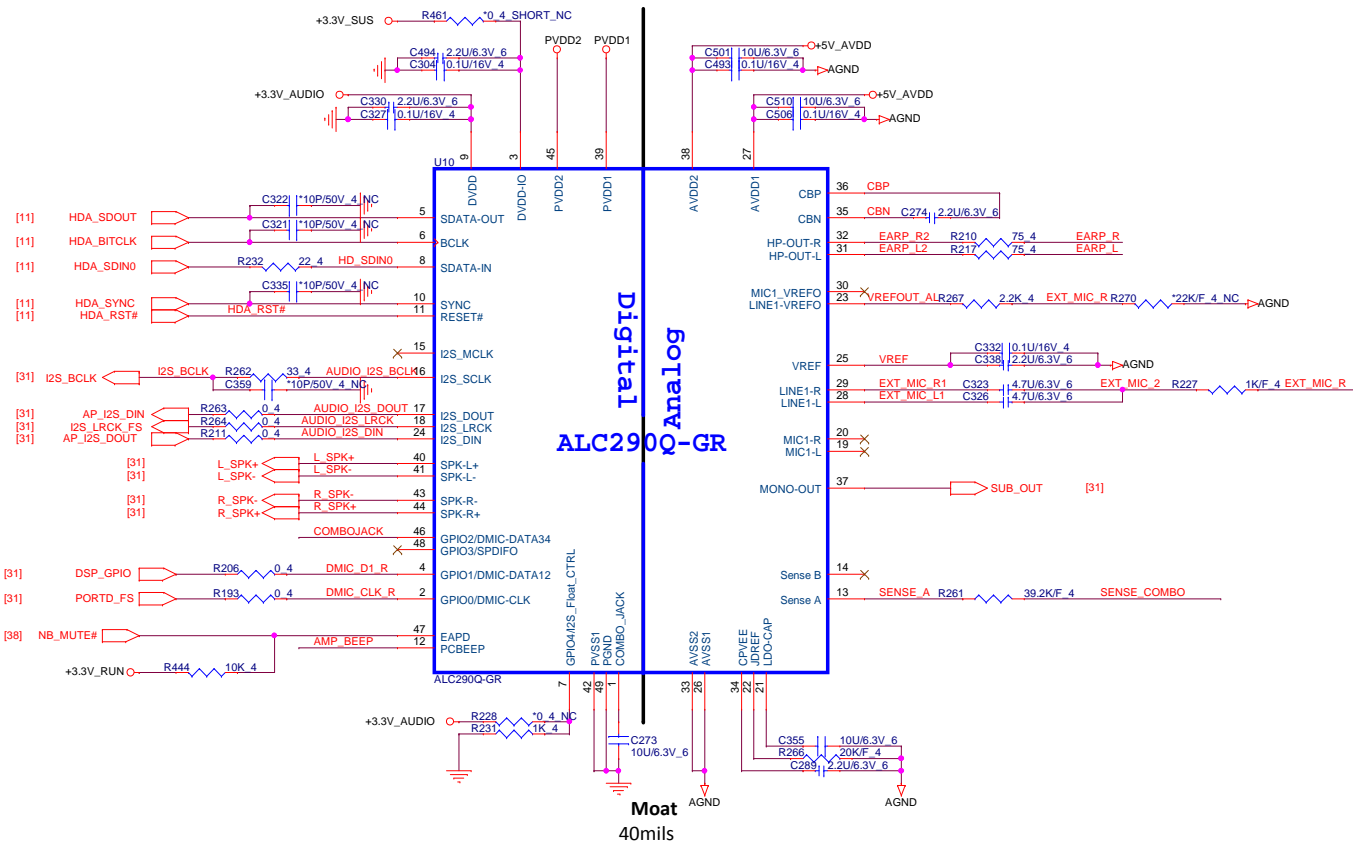 +3.3V_SUS R461 *0_4_SHORT_NC
C494 2.2U/6.3V_6
C304 0.1U/16V_4
PVDD2 PVDD1
+3.3V_AUDIO C330 2.2U/6.3V_6
C327 0.1U/16V_4
+5V_AVDD
C501 10U/6.3V_6
C493 0.1U/16V_4 AGND
+5V_AVDD
C510 10U/6.3V_6
C506 0.1U/16V_4 AGND
U10
9 3 45 39 38 27
DVDD DVDD-IO PVDD2 PVDD1 AVDD2 AVDD1
C322 *10P/50V_4_NC
[11] HDA_SDOUT 5 SDATA-OUT
C321 *10P/50V_4_NC
[11] HDA_BITCLK 6 BCLK
[11] HDA_SDIN0 R232 22_4 HD_SDIN0 8 SDATA-IN
C335 *10P/50V_4_NC
[11] HDA_SYNC 10 SYNC
[11] HDA_RST# HDA_RST# 11 RESET#
15 I2S_MCLK
[31] I2S_BCLK I2S_BCLK R262 33_4 AUDIO_I2S_BCLK 16 I2S_SCLK
C359 *10P/50V_4_NC
[31] AP_I2S_DIN R263 0_4 AUDIO_I2S_DOUT 17 I2S_DOUT
[31] I2S_LRCK_FS R264 0_4 AUDIO_I2S_LRCK 18 I2S_LRCK
[31] AP_I2S_DOUT R211 0_4 AUDIO_I2S_DIN 24 I2S_DIN
[31] L_SPK+ L_SPK+ 40 SPK-L+
[31] L_SPK- L_SPK- 41 SPK-L-
[31] R_SPK- R_SPK- 43 SPK-R-
[31] R_SPK+ R_SPK+ 44 SPK-R+
COMBOJACK 46 GPIO2/DMIC-DATA34
48 GPIO3/SPDIFO
[31] DSP_GPIO R206 0_4 DMIC_D1_R 4 GPIO1/DMIC-DATA12
[31] PORTD_FS R193 0_4 DMIC_CLK_R 2 GPIO0/DMIC-CLK
[38] NB_MUTE# 47 EAPD
AMP_BEEP 12 PCBEEP
+3.3V_RUN R444 10K_4
Digital
Analog
ALC290Q-GR
CBP 36 CBP
CBN 35 CBN C274 2.2U/6.3V_6
HP-OUT-R 32 EARP_R2 R210 75_4 EARP_R
HP-OUT-L 31 EARP_L2 R217 75_4 EARP_L
MIC1_VREFO 30
LINE1-VREFO 23 VREFOUT_AL R267 2.2K_4 EXT_MIC_R R270 *22K/F_4_NC AGND
C332 0.1U/16V_4
VREF 25 VREF C338 2.2U/6.3V_6 AGND
LINE1-R 29 EXT_MIC_R1 C323 4.7U/6.3V_6 EXT_MIC_2 R227 1K/F_4 EXT_MIC_R
LINE1-L 28 EXT_MIC_L1 C326 4.7U/6.3V_6
MIC1-R 20
MIC1-L 19
MONO-OUT 37 SUB_OUT [31]
Sense B 14
Sense A 13 SENSE_A R261 39.2K/F_4 SENSE_COMBO
GPIO4/I2S_Float_CTRL PVSS1 PGND COMBO_JACK AVSS2 AVSS1 CPVEE JDREF LDO-CAP
ALC290Q-GR
7 42 49 1 33 26 34 22 21
+3.3V_AUDIO R228 *0_4_NC
R231 1K_4
C273
10U/6.3V_6
C355 10U/6.3V_6
R266 20K/F_4
C289 2.2U/6.3V_6
AGND AGND
Moat
40mils